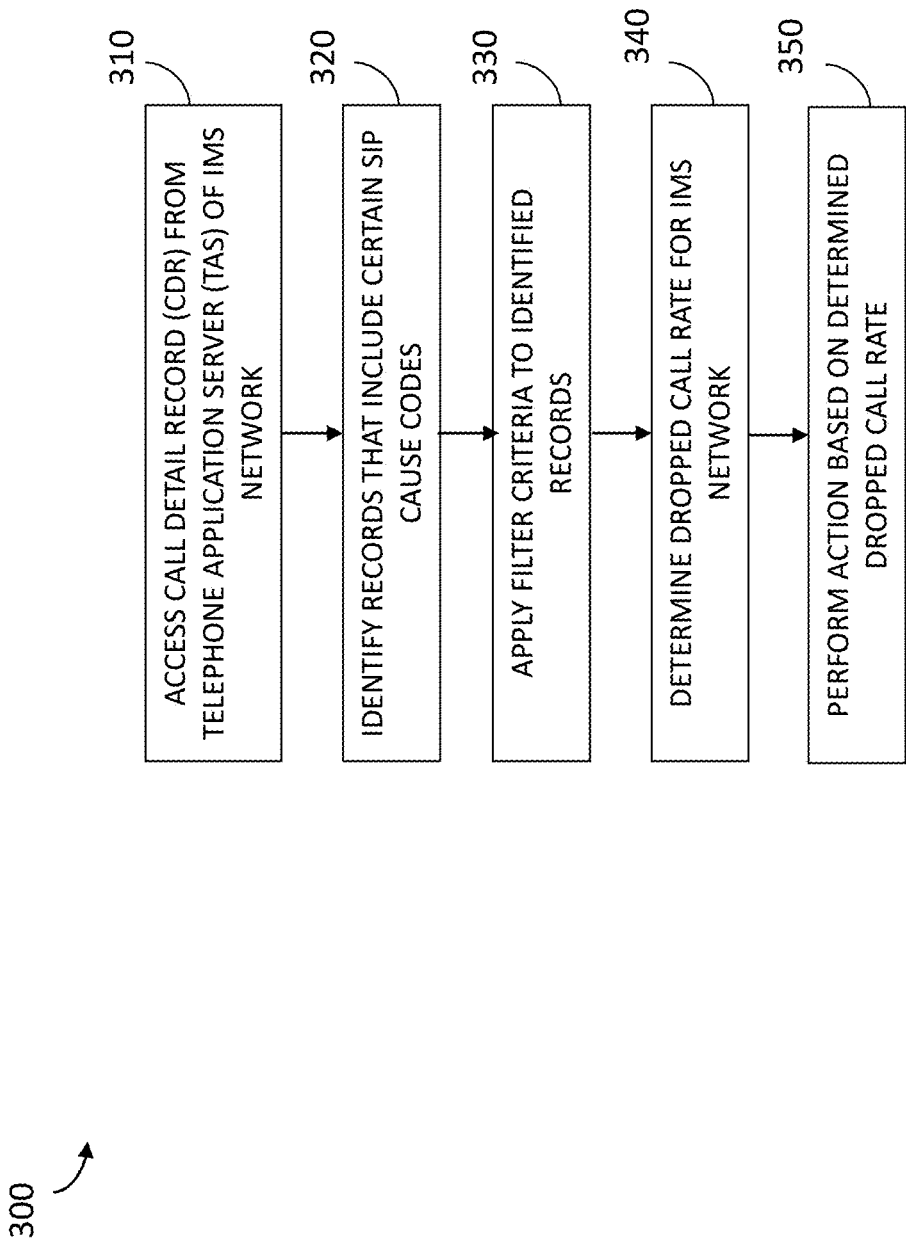 300
310
ACCESS CALL DETAIL RECORD (CDR) FROM
TELEPHONE APPLICATION SERVER (TAS) OF IMS
NETWORK
320
IDENTIFY RECORDS THAT INCLUDE CERTAIN SIP
CAUSE CODES
330
APPLY FILTER CRITERIA TO IDENTIFIED
RECORDS
340
DETERMINE DROPPED CALL RATE FOR IMS
NETWORK
350
PERFORM ACTION BASED ON DETERMINED
DROPPED CALL RATE